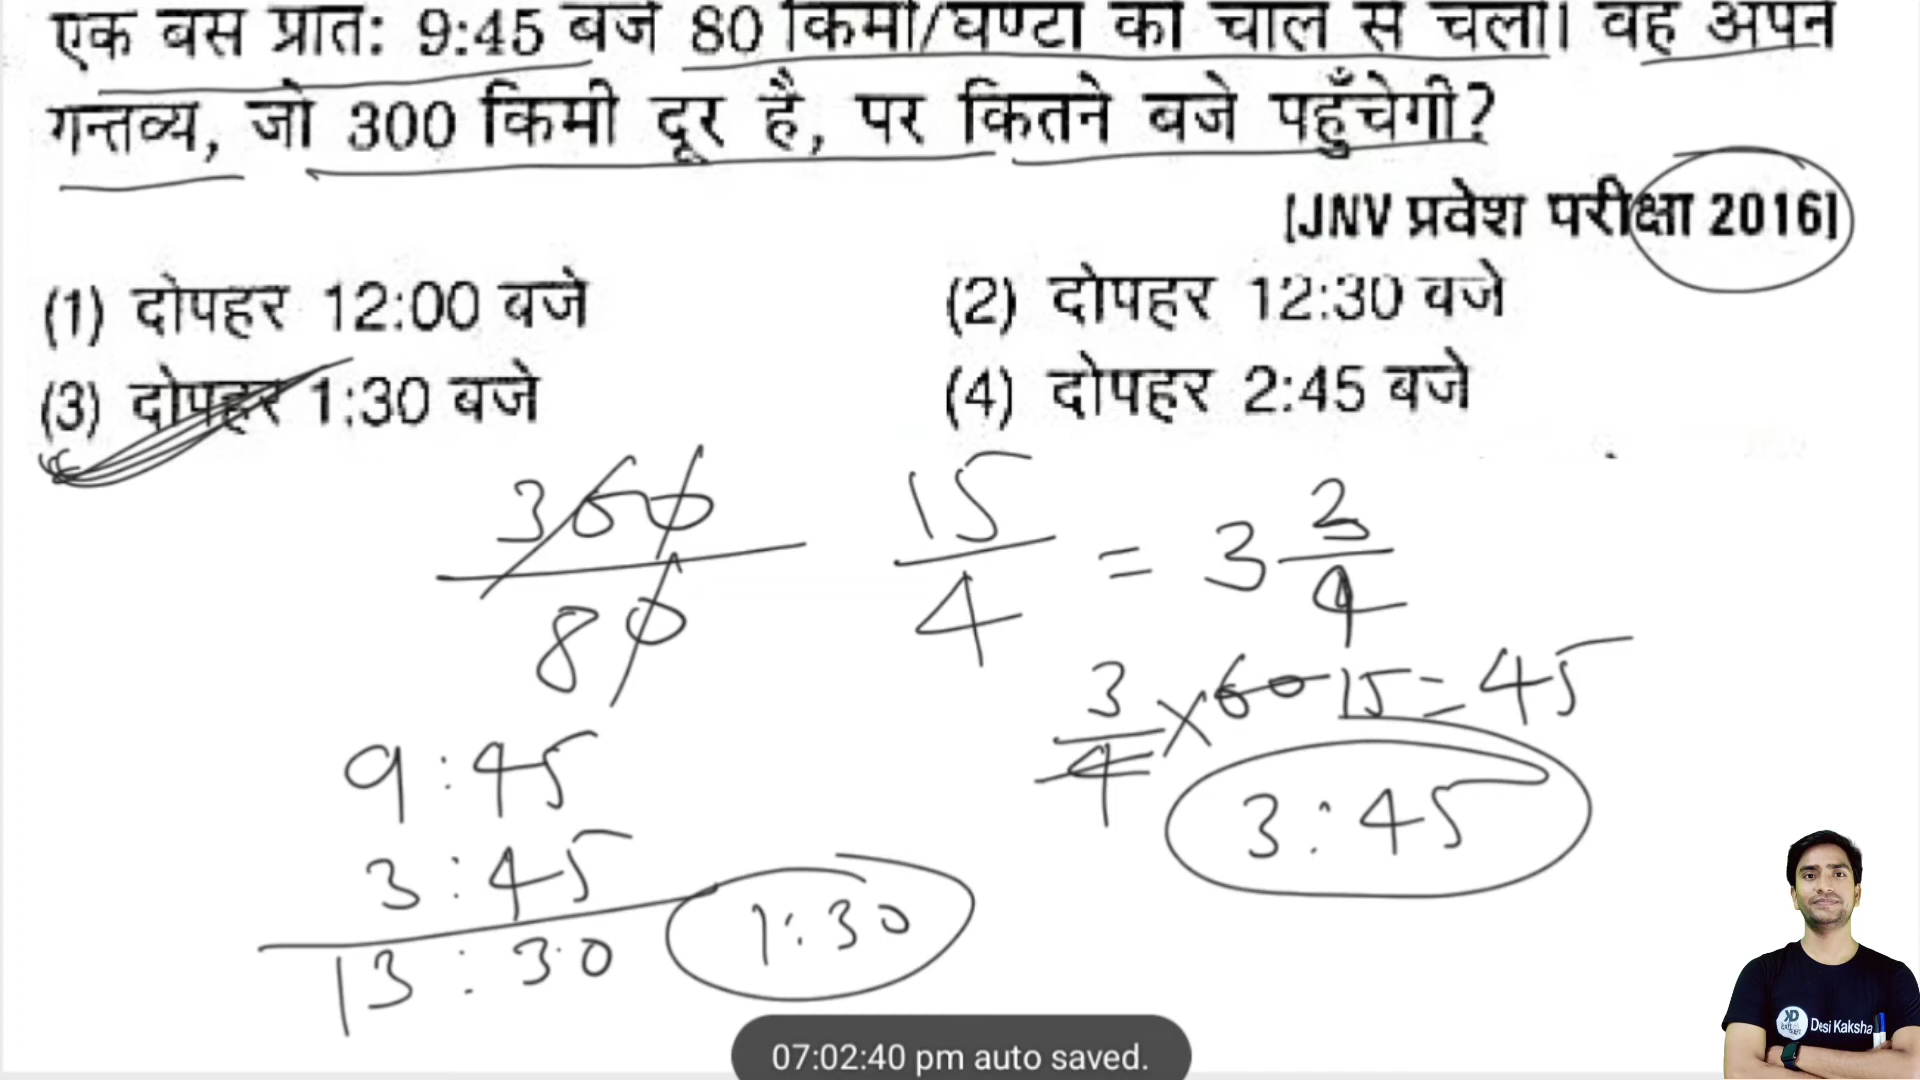 एक बस प्रातः 9:45 बजे 80 किमी/घण्टा की चाल से चली। वह अपने
गन्तव्य, जो 300 किमी दूर है, पर कितने बजे पहुँचेगी?
[JNV प्रवेश परीक्षा 2016]
(1) दोपहर 12:00 बजे
(2) दोपहर 12:30 बजे
(3) दोपहर 1:30 बजे
(4) दोपहर 2:45 बजे
300
80
15
4
= 3 3
4
3
4
× 60 15 = 45
3:45
9:45
3:45
13:30
1:30
Desi Kaksha
07:02:40 pm auto saved.